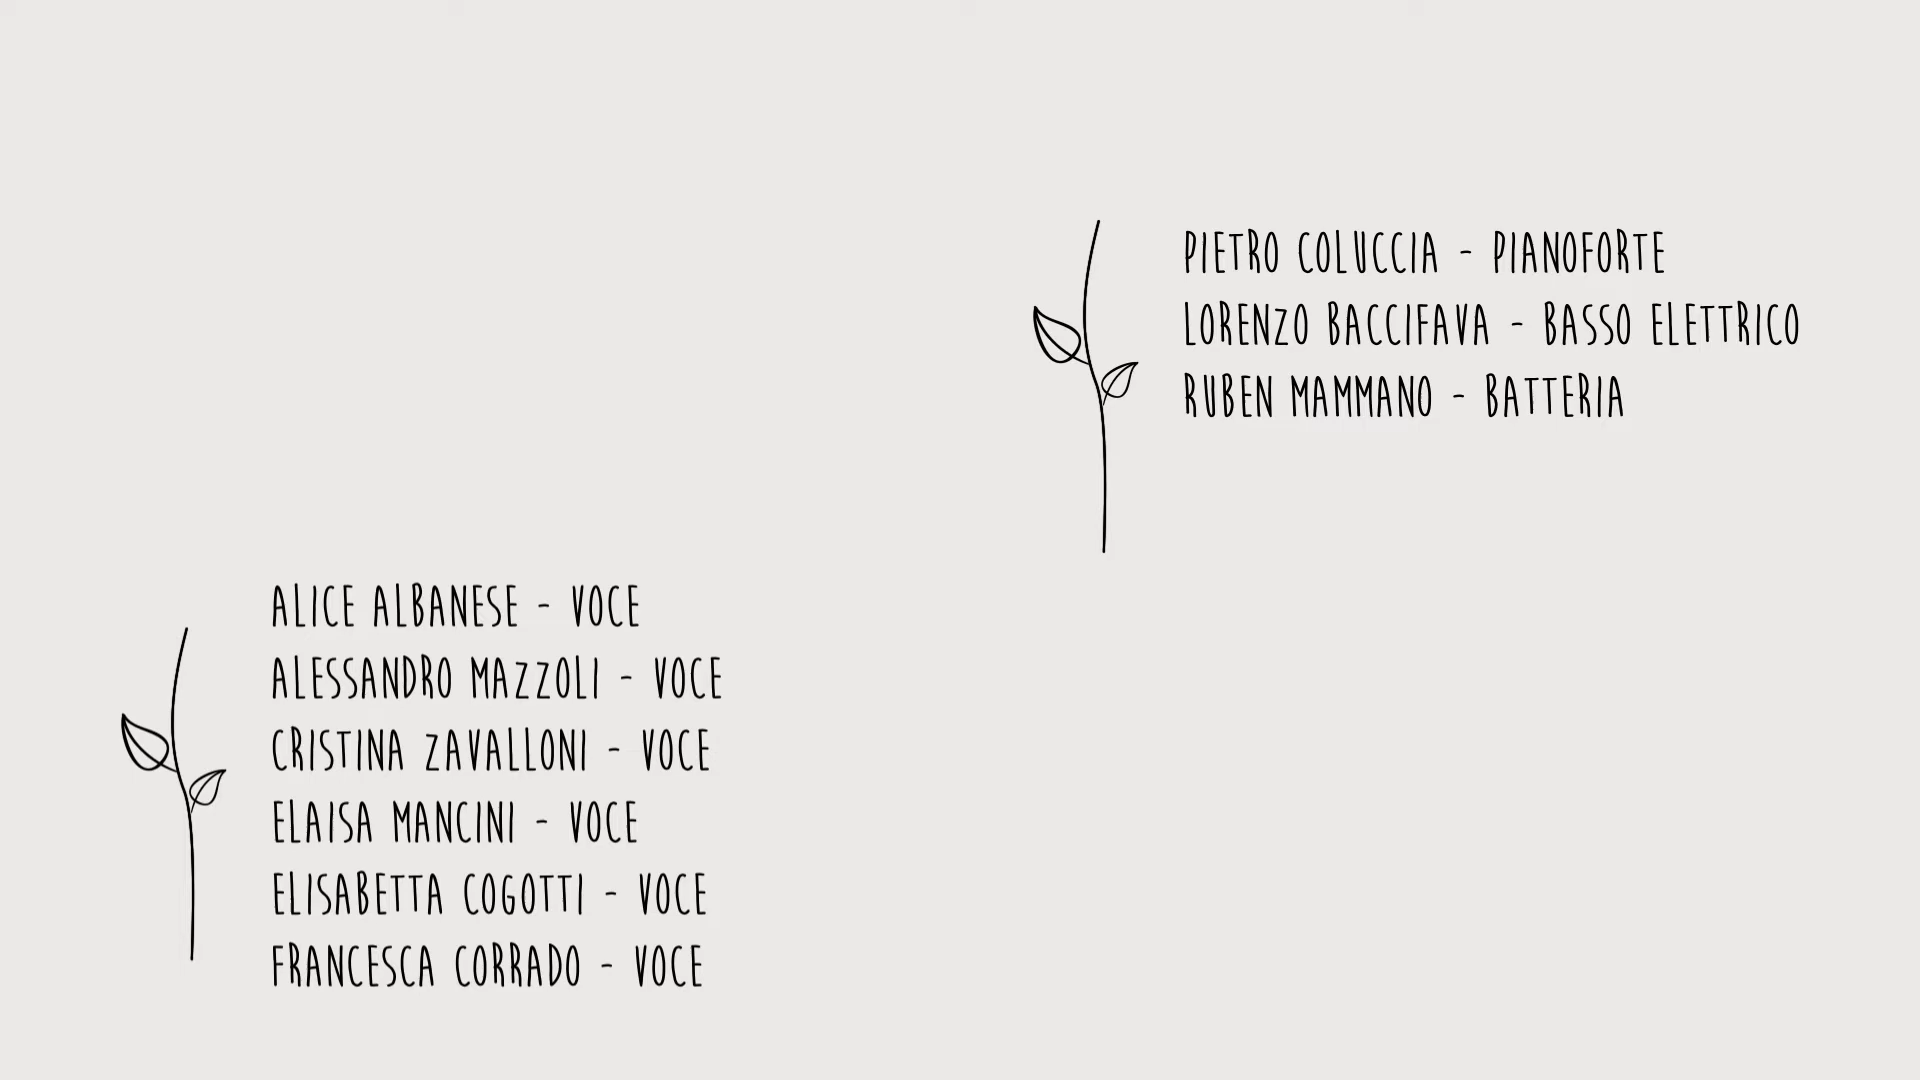 PIETRO COLUCCIA - PIANOFORTE
LORENZO BACCIFAVA - BASSO ELETTRICO
RUBEN MAMMANO - BATTERIA
ALICE ALBANESE - VOCE
ALESSANDRO MAZZOLI - VOCE
CRISTINA ZAVALLONI - VOCE
ELAISA MANCINI - VOCE
ELISABETTA COGOTTI - VOCE
FRANCESCA CORRADO - VOCE